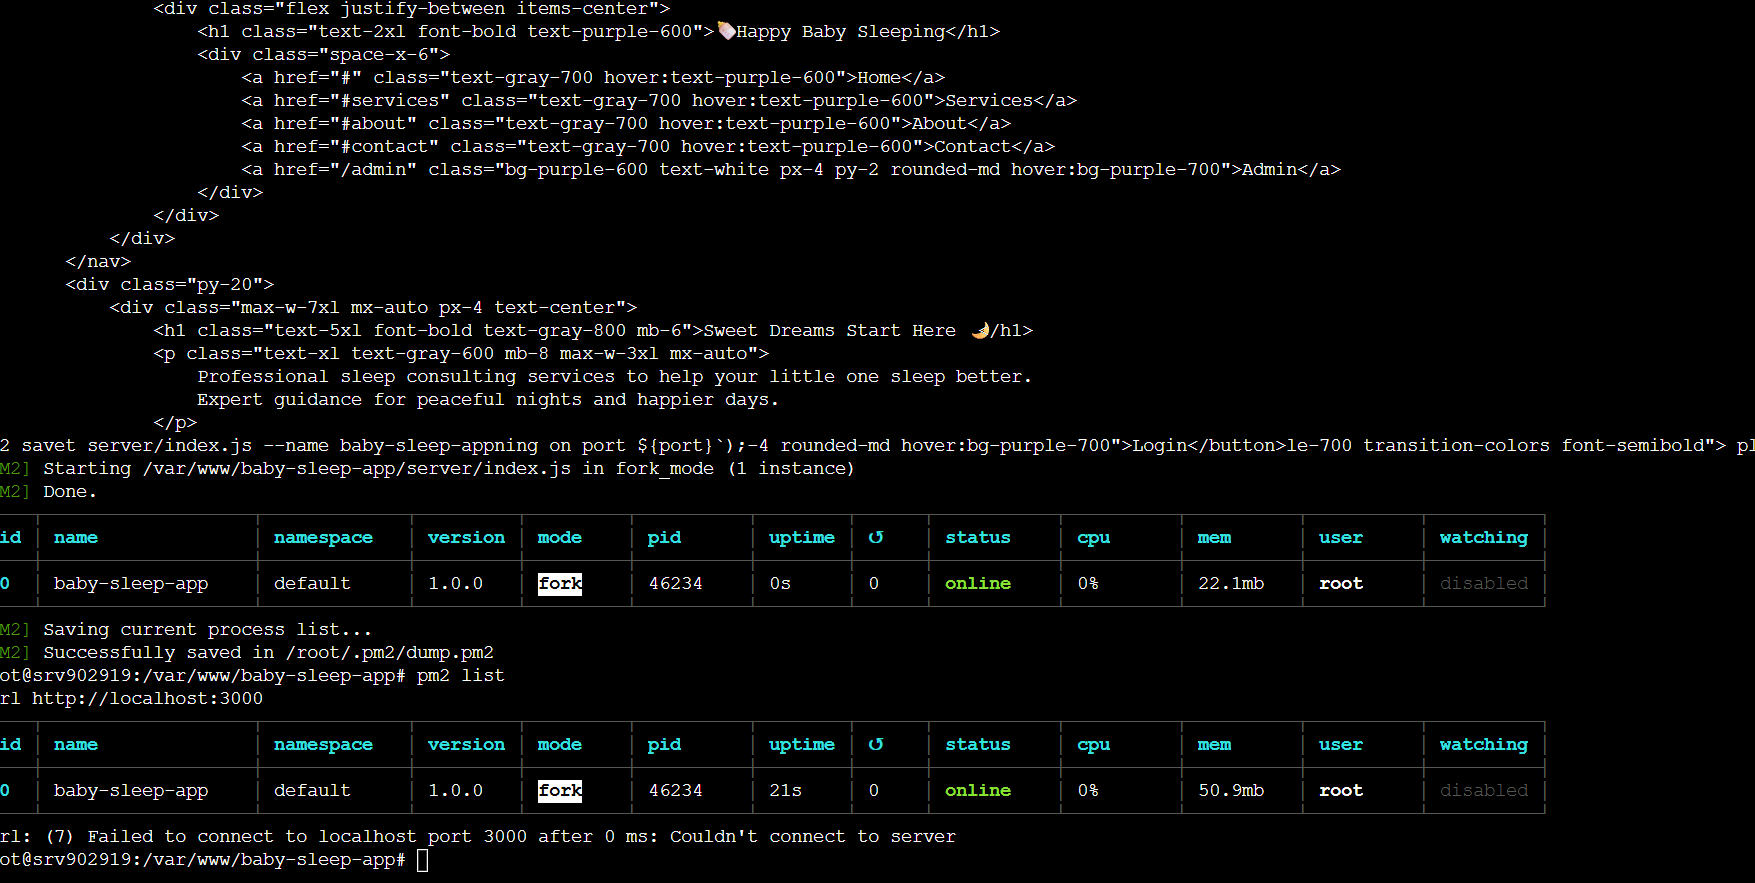 <div class="flex justify-between items-center">
<h1 class="text-2xl font-bold text-purple-600">🍼Happy Baby Sleeping</h1>
<div class="space-x-6">
<a href="#" class="text-gray-700 hover:text-purple-600">Home</a>
<a href="#services" class="text-gray-700 hover:text-purple-600">Services</a>
<a href="#about" class="text-gray-700 hover:text-purple-600">About</a>
<a href="#contact" class="text-gray-700 hover:text-purple-600">Contact</a>
<a href="/admin" class="bg-purple-600 text-white px-4 py-2 rounded-md hover:bg-purple-700">Admin</a>
</div>
</div>
</div>
</nav>
<div class="py-20">
<div class="max-w-7xl mx-auto px-4 text-center">
<h1 class="text-5xl font-bold text-gray-800 mb-6">Sweet Dreams Start Here 🌙/h1>
<p class="text-xl text-gray-600 mb-8 max-w-3xl mx-auto">
Professional sleep consulting services to help your little one sleep better.
Expert guidance for peaceful nights and happier days.
</p>
2 savet server/index.js --name baby-sleep-appning on port ${port}`);-4 rounded-md hover:bg-purple-700">Login</button>le-700 transition-colors font-semibold"> pl
M2] Starting /var/www/baby-sleep-app/server/index.js in fork_mode (1 instance)
M2] Done.
id │ name │ namespace │ version │ mode │ pid │ uptime │ ↺ │ status │ cpu │ mem │ user │ watching │
0 │ baby-sleep-app │ default │ 1.0.0 │ fork │ 46234 │ 0s │ 0 │ online │ 0% │ 22.1mb │ root │ disabled │
M2] Saving current process list...
M2] Successfully saved in /root/.pm2/dump.pm2
ot@srv902919:/var/www/baby-sleep-app# pm2 list
rl http://localhost:3000
id │ name │ namespace │ version │ mode │ pid │ uptime │ ↺ │ status │ cpu │ mem │ user │ watching │
0 │ baby-sleep-app │ default │ 1.0.0 │ fork │ 46234 │ 21s │ 0 │ online │ 0% │ 50.9mb │ root │ disabled │
rl: (7) Failed to connect to localhost port 3000 after 0 ms: Couldn't connect to server
ot@srv902919:/var/www/baby-sleep-app#